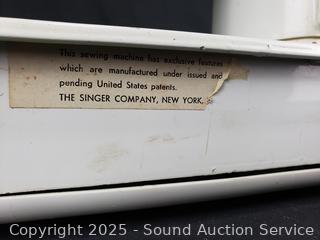 This sewing machine has exclusive features
which are manufactured under issued and
pending United States patents.
THE SINGER COMPANY, NEW YORK.
Copyright 2025 - Sound Auction Service